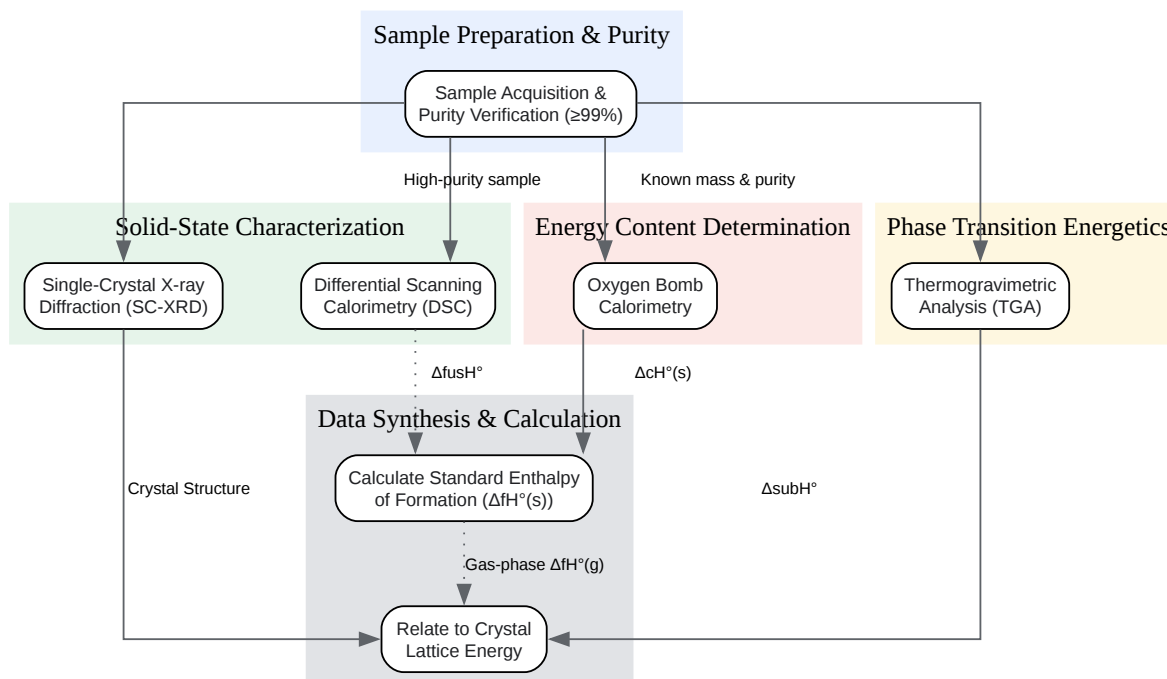 Sample Preparation & Purity
Sample Acquisition &
Purity Verification (≥99%)
High-purity sample
Known mass & purity
Solid-State Characterization
Energy Content Determination
Phase Transition Energetics
Single-Crystal X-ray
Diffraction (SC-XRD)
Differential Scanning
Calorimetry (DSC)
Oxygen Bomb
Calorimetry
Thermogravimetric
Analysis (TGA)
ΔfusH°
ΔcH°(s)
Data Synthesis & Calculation
Calculate Standard Enthalpy
of Formation (ΔfH°(s))
Crystal Structure
ΔsubH°
Gas-phase ΔfH°(g)
Relate to Crystal
Lattice Energy